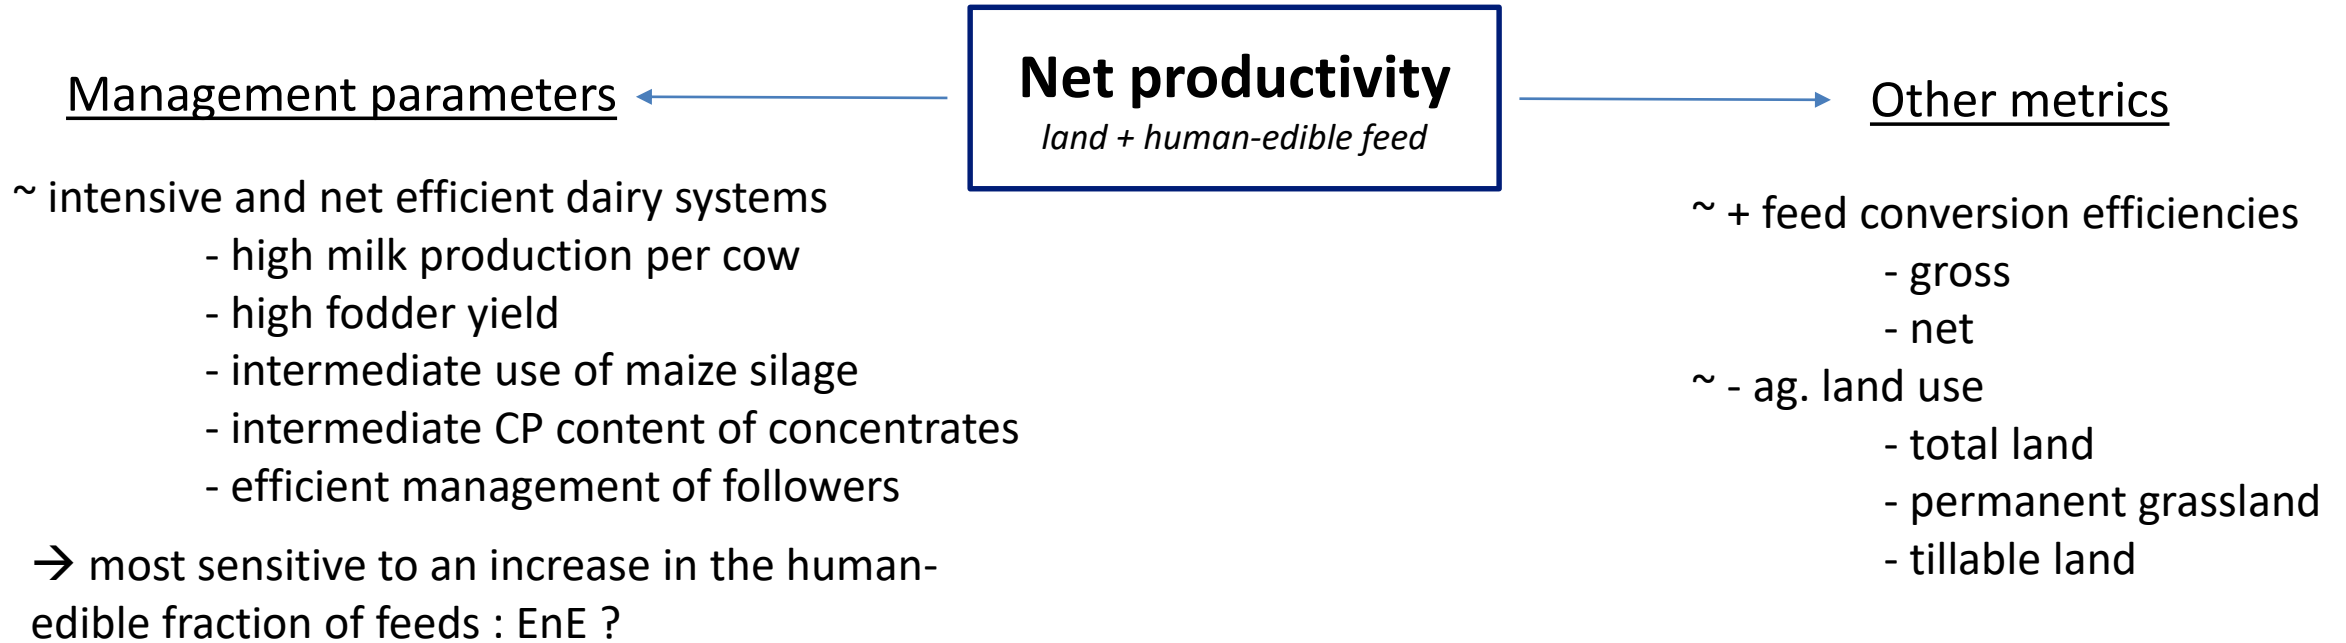 Net productivity
land + human-edible feed
Management parameters
~ intensive and net efficient dairy systems
- high milk production per cow
- high fodder yield
- intermediate use of maize silage
- intermediate CP content of concentrates
- efficient management of followers
→ most sensitive to an increase in the human-
edible fraction of feeds : EnE ?
Other metrics
~ + feed conversion efficiencies
- gross
- net
~ - ag. land use
- total land
- permanent grassland
- tillable land